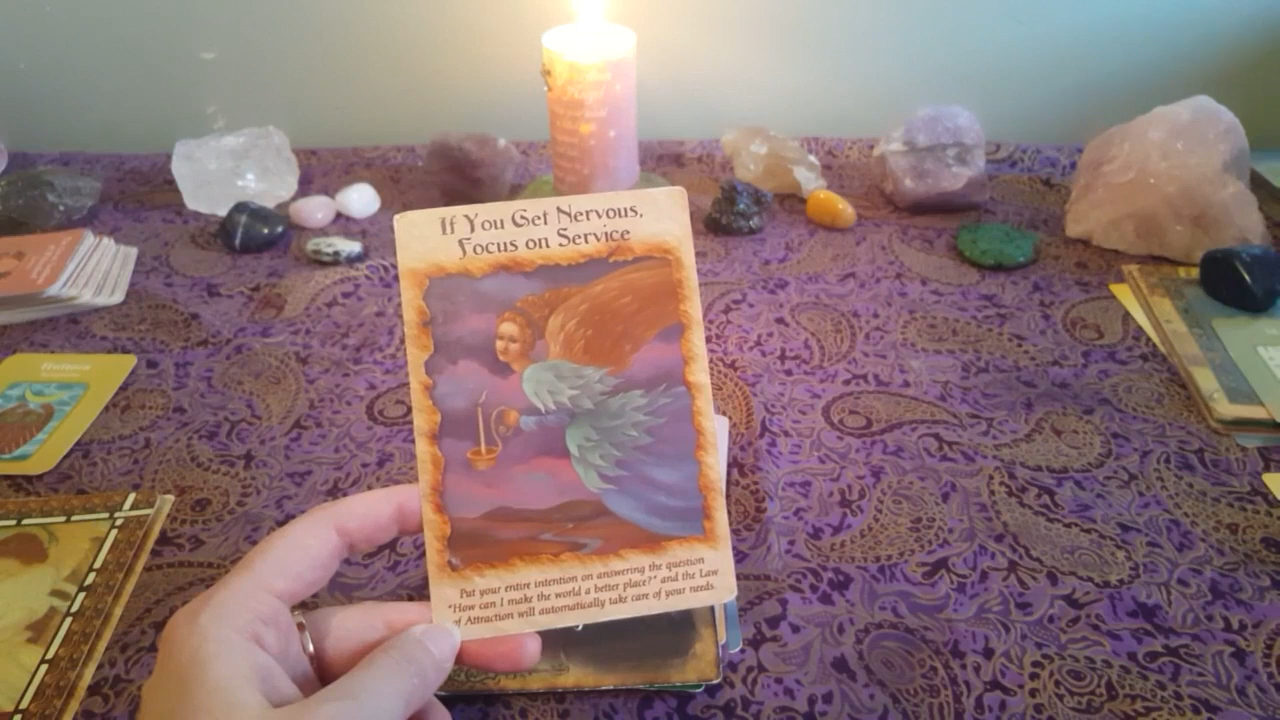 If You Get Nervous,
Focus on Service
Put your entire intention on answering the question
"How can I make the world a better place?" and the Law
of Attraction will automatically take care of your needs.